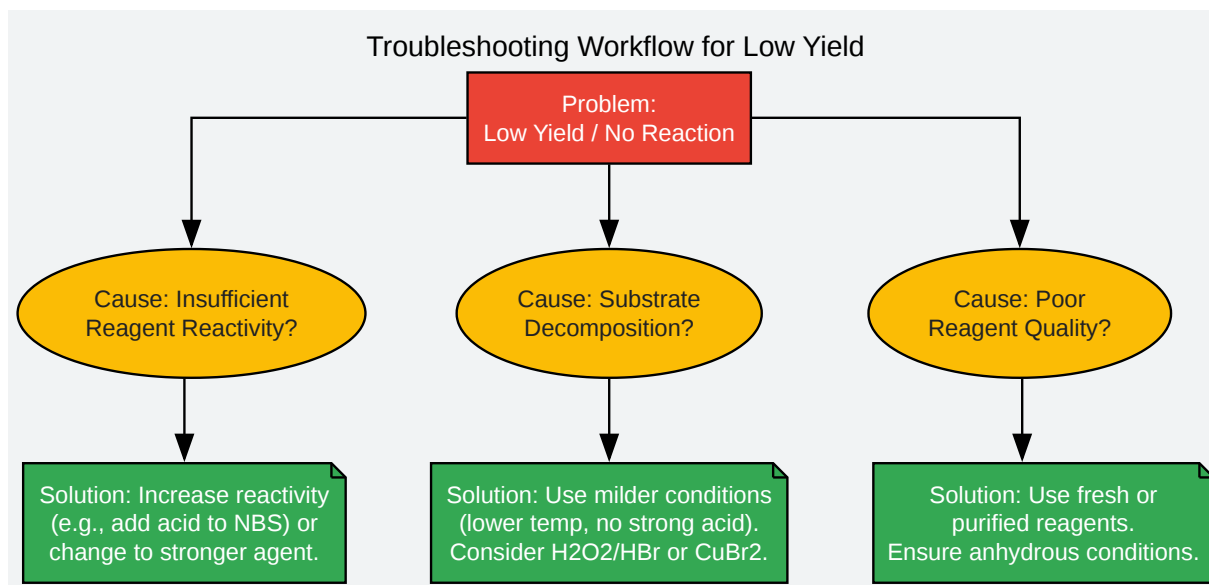 Troubleshooting Workflow for Low Yield
Problem:
Low Yield / No Reaction
Cause: Insufficient
Reagent Reactivity?
Cause: Substrate
Decomposition?
Cause: Poor
Reagent Quality?
Solution: Increase reactivity
(e.g., add acid to NBS) or
change to stronger agent.
Solution: Use milder conditions
(lower temp, no strong acid).
Consider H2O2/HBr or CuBr2.
Solution: Use fresh or
purified reagents.
Ensure anhydrous conditions.